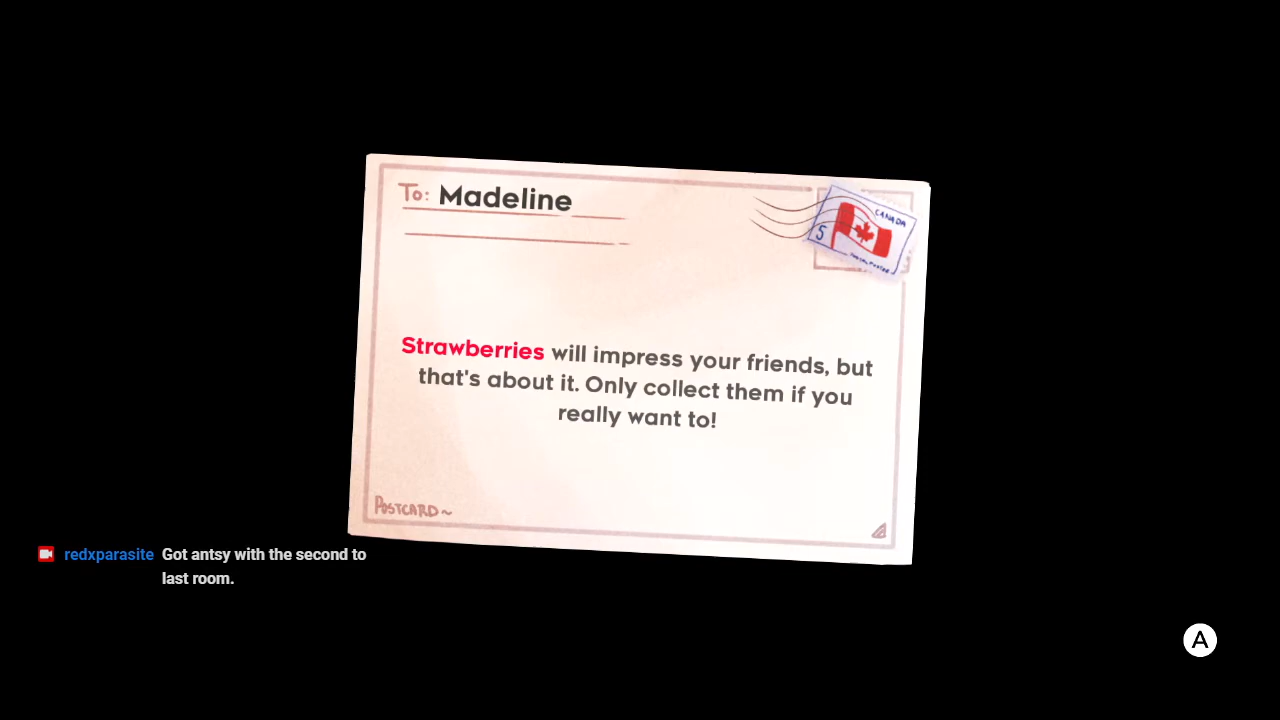 To: Madeline
CANADA
5
Strawberries will impress your friends, but
that's about it. Only collect them if you
really want to!
POSTCARD~
redxparasite Got antsy with the second to
last room.
A